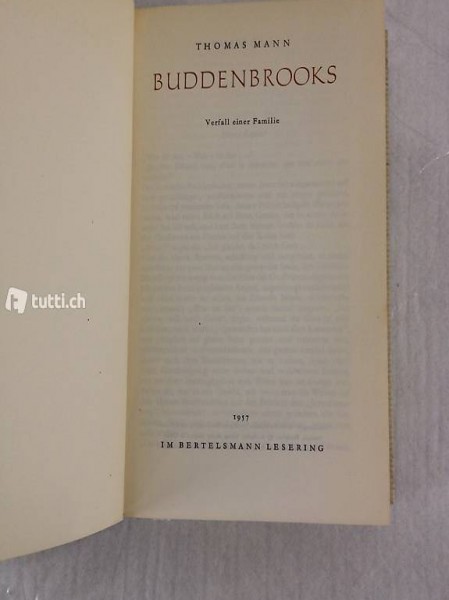 THOMAS MANN
BUDDENBROOKS
Verfall einer Familie
tutti.ch
1957
IM BERTELSMANN LESERING